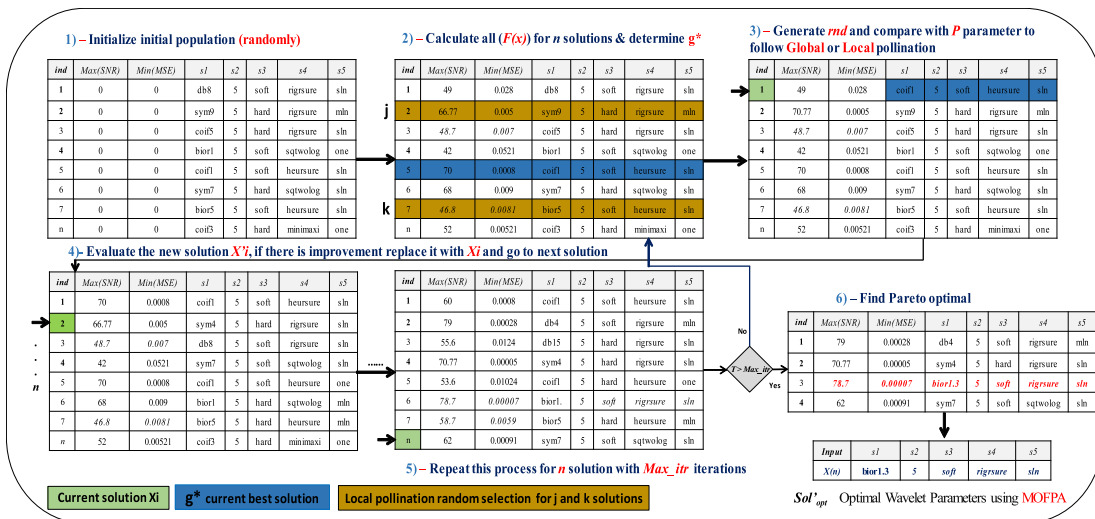 1) – Initialize initial population (randomly)
ind Max(SNR) Min(MSE) s1 s2 s3 s4 s5
1 0 0 db8 5 soft rigrsure sln
2 0 0 sym9 5 hard rigrsure mln
3 0 0 coif5 5 hard rigrsure sln
4 0 0 bior1 5 soft sqtwolog one
5 0 0 coif1 5 soft heursure sln
6 0 0 sym7 5 hard sqtwolog sln
7 0 0 bior5 5 soft heursure sln
n 0 0 coif3 5 hard minimaxi one
2) – Calculate all (F(x)) for n solutions & determine g*
ind Max(SNR) Min(MSE) s1 s2 s3 s4 s5
1 49 0.028 db8 5 soft rigrsure sln
j 2 66.77 0.005 sym9 5 hard rigrsure mln
3 48.7 0.007 coif5 5 hard rigrsure sln
4 42 0.0521 bior1 5 soft sqtwolog one
5 70 0.0008 coif1 5 soft heursure sln
6 68 0.009 sym7 5 hard sqtwolog sln
k 7 46.8 0.0081 bior5 5 soft heursure sln
n 52 0.00521 coif3 5 hard minimaxi one
3) – Generate rnd and compare with P parameter to
follow Global or Local pollination
ind Max(SNR) Min(MSE) s1 s2 s3 s4 s5
1 49 0.028 coif1 5 soft heursure sln
2 70.77 0.0005 sym9 5 hard rigrsure mln
3 48.7 0.007 coif5 5 hard rigrsure sln
4 42 0.0521 bior1 5 soft sqtwolog one
5 70 0.0008 coif1 5 soft heursure sln
6 68 0.009 sym7 5 hard sqtwolog sln
7 46.8 0.0081 bior5 5 soft heursure sln
n 52 0.00521 coif3 5 hard minimaxi one
4)- Evaluate the new solution X'i, if there is improvement replace it with Xi and go to next solution
ind Max(SNR) Min(MSE) s1 s2 s3 s4 s5
1 70 0.0008 coif1 5 soft heursure sln
2 66.77 0.005 sym4 5 hard rigrsure sln
3 48.7 0.007 db8 5 soft rigrsure sln
4 42 0.0521 sym7 5 soft sqtwolog sln
5 70 0.0008 coif1 5 soft heursure one
6 68 0.009 bior1 5 hard sqtwolog mln
7 46.8 0.0081 bior5 5 hard heursure mln
n 52 0.00521 coif3 5 hard minimaxi one
. . . n
......
ind Max(SNR) Min(MSE) s1 s2 s3 s4 s5
1 60 0.0008 coif1 5 soft heursure sln
2 79 0.00028 db4 5 soft rigrsure mln
3 55.6 0.0124 db15 5 hard rigrsure sln
4 70.77 0.00005 sym4 5 hard rigrsure sln
5 53.6 0.01024 coif1 5 hard heursure one
6 78.7 0.00007 bior1. 5 soft rigrsure sln
7 58.7 0.0059 bior5 5 hard heursure mln
n 62 0.00091 sym7 5 soft sqtwolog sln
5) – Repeat this process for n solution with Max_itr iterations
T > Max_itr
No
Yes
6) – Find Pareto optimal
ind Max(SNR) Min(MSE) s1 s2 s3 s4 s5
1 79 0.00028 db4 5 soft rigrsure mln
2 70.77 0.00005 sym4 5 hard rigrsure sln
3 78.7 0.00007 bior1.3 5 soft rigrsure sln
4 62 0.00091 sym7 5 soft sqtwolog mln
Input s1 s2 s3 s4 s5
X(n) bior1.3 5 soft rigrsure sln
Sol'opt Optimal Wavelet Parameters using MOFPA
Current solution Xi
g* current best solution
Local pollination random selection for j and k solutions